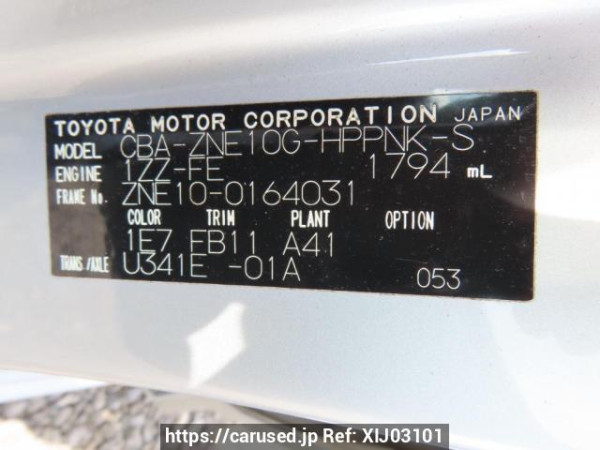 TOYOTA MOTOR CORPORATION JAPAN
MODEL CBA-ZNE10G-HPPNK-S
ENGINE 1ZZ-FE 1794 mL
FRAME No. ZNE10-0164031
COLOR TRIM PLANT OPTION
1E7 FB11 A41
TRANS/AXLE U341E -01A
053
https://carused.jp Ref: XIJ03101